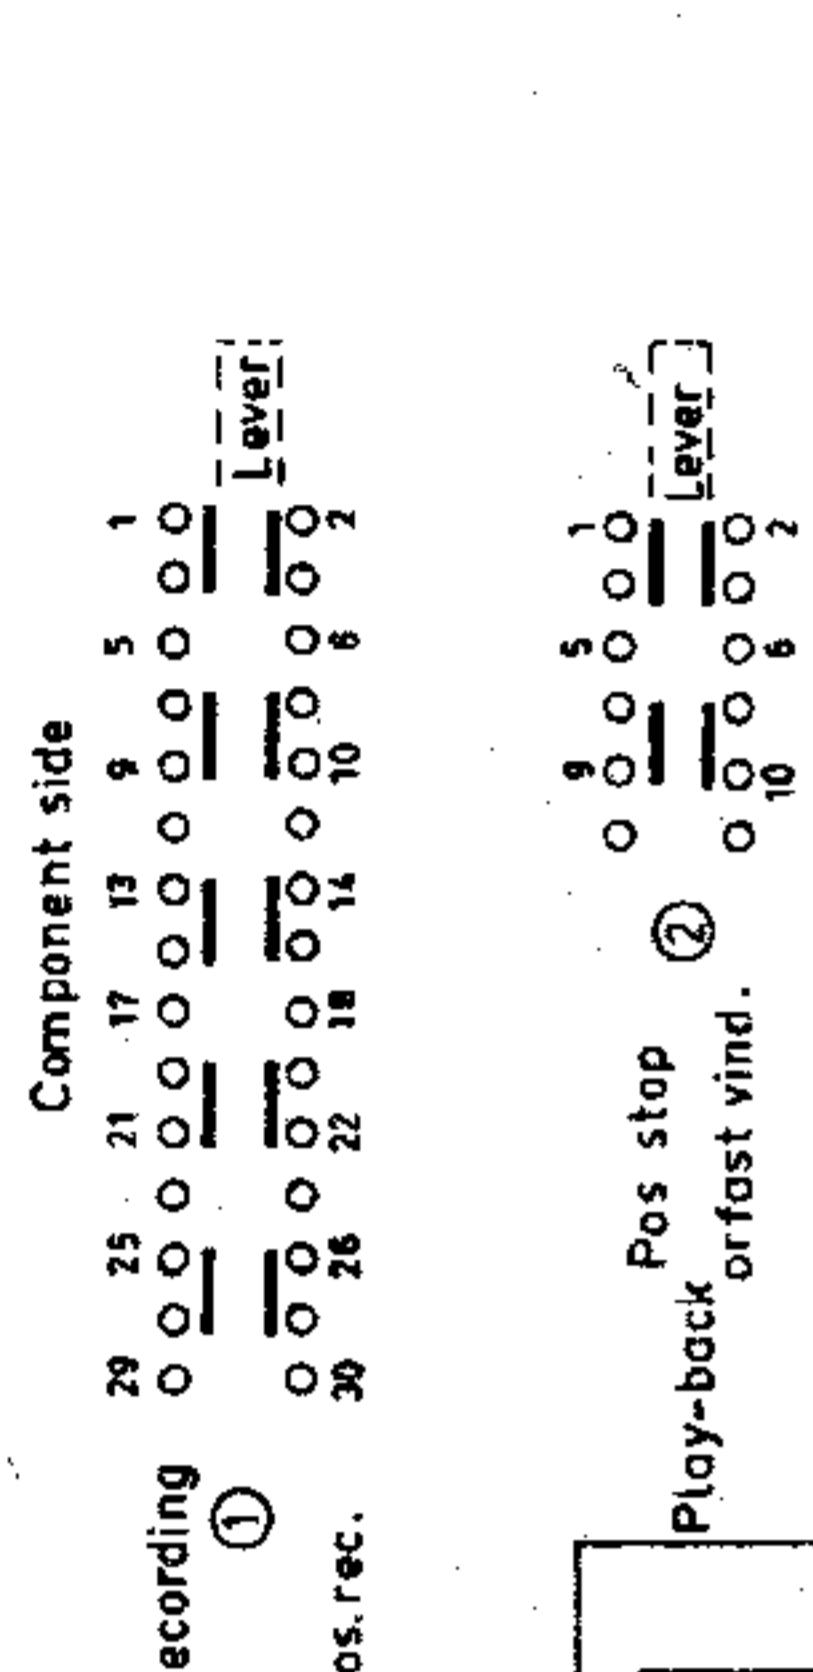 Component side
1 5 9 13 17 21 25 29
Lever
2 6 10 14 18 22 26 30
ecording
1
os.rec.
1 5 9
Lever
2 6 10
2
Play-back
Pos stop
orfast vind.